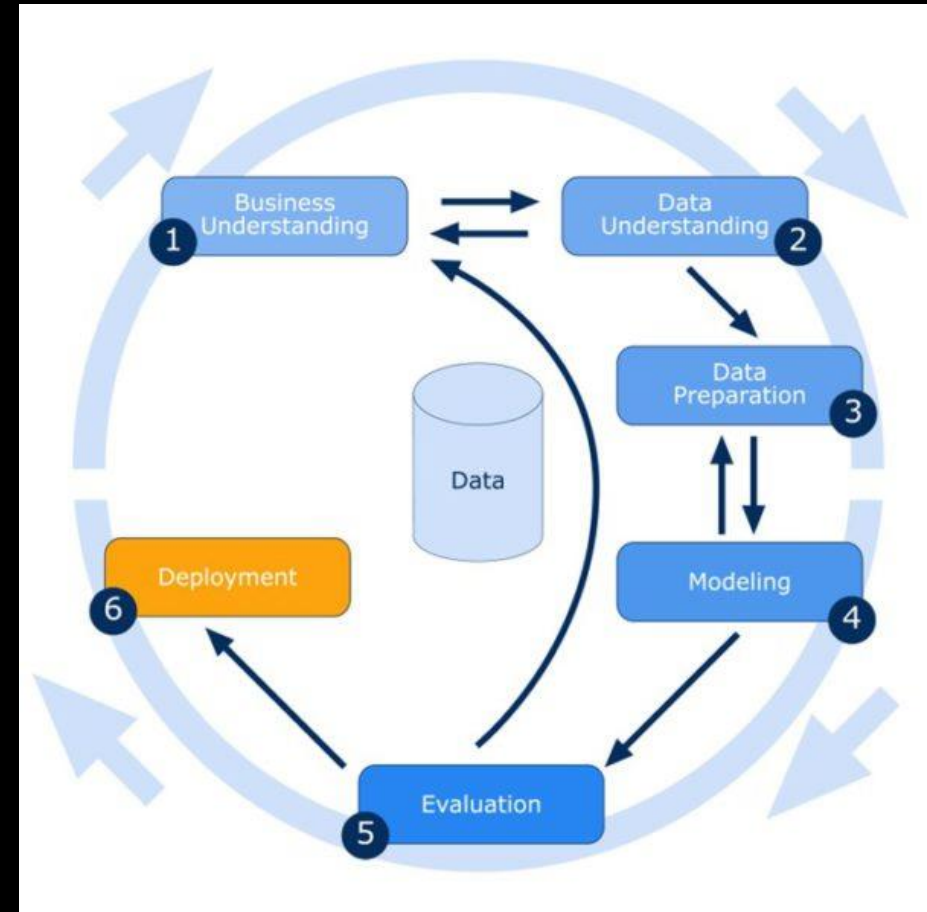 Business
Understanding
1
Data
Understanding
2
Data
Preparation
3
Data
Modeling
4
Deployment
6
Evaluation
5